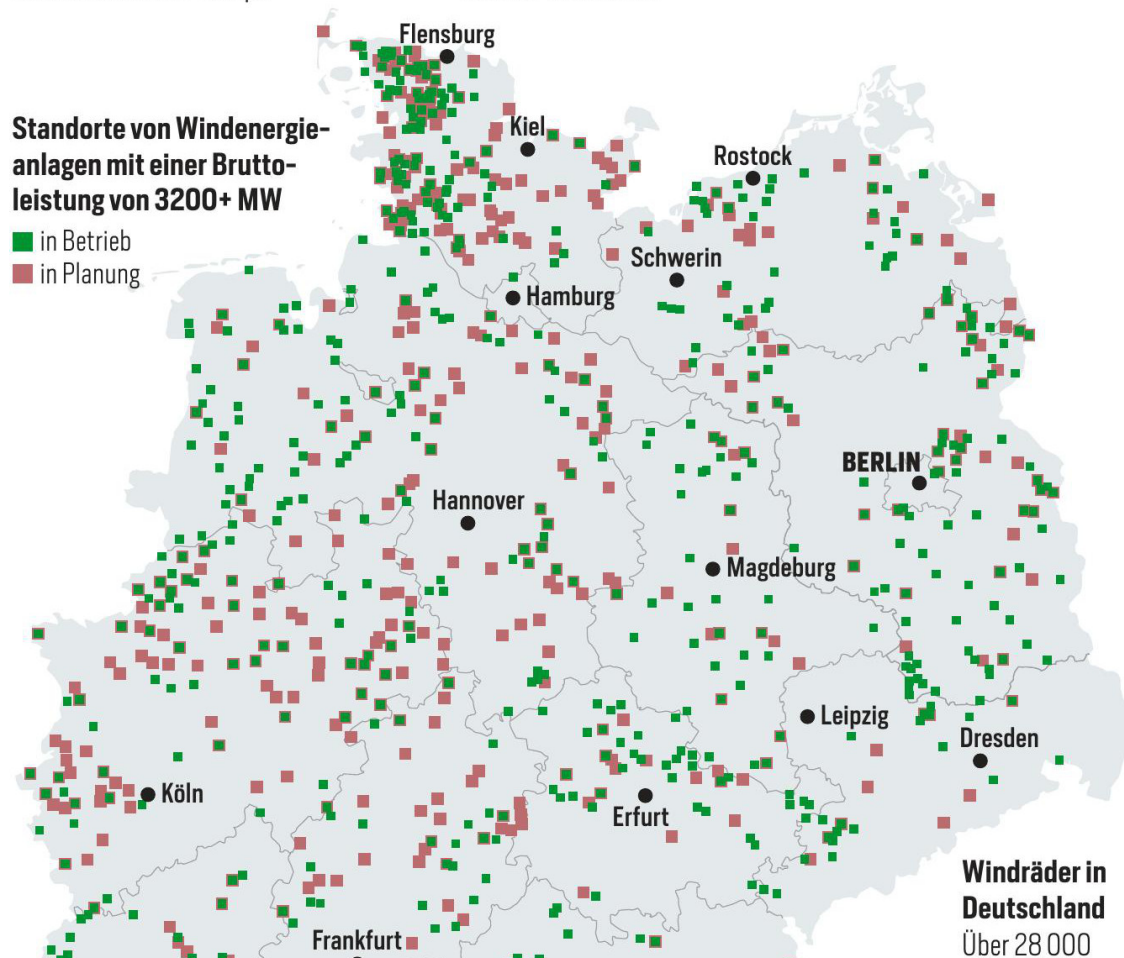 Flensburg
Standorte von Windenergie-
anlagen mit einer Brutto-
leistung von 3200+ MW
in Betrieb
in Planung
Kiel
Rostock
Schwerin
Hamburg
BERLIN
Hannover
Magdeburg
Leipzig
Dresden
Köln
Erfurt
Windräder in
Deutschland
Über 28 000
Frankfurt